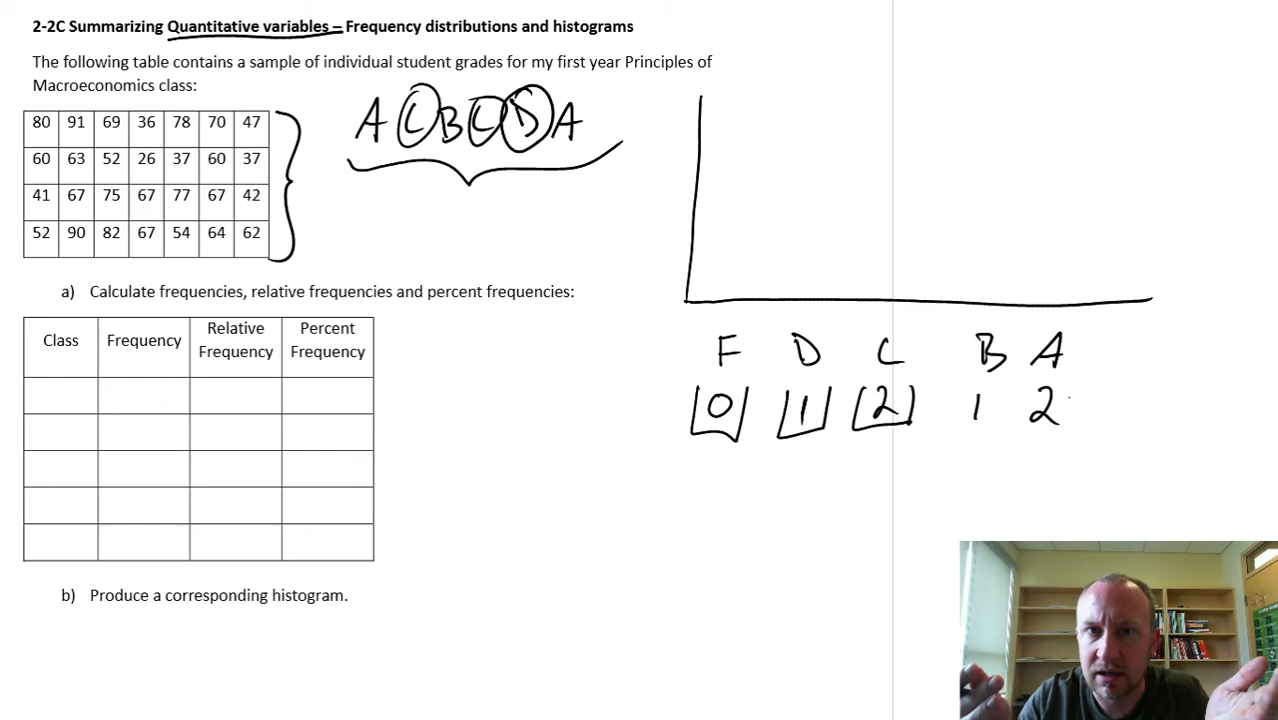 2-2C Summarizing Quantitative variables – Frequency distributions and histograms
The following table contains a sample of individual student grades for my first year Principles of
Macroeconomics class:
80 91 69 36 78 70 47
60 63 52 26 37 60 37
41 67 75 67 77 67 42
52 90 82 67 54 64 62
A C B C D A
a) Calculate frequencies, relative frequencies and percent frequencies:
Class Frequency Relative Frequency Percent Frequency
b) Produce a corresponding histogram.
F D C B A
0 1 2 1 2